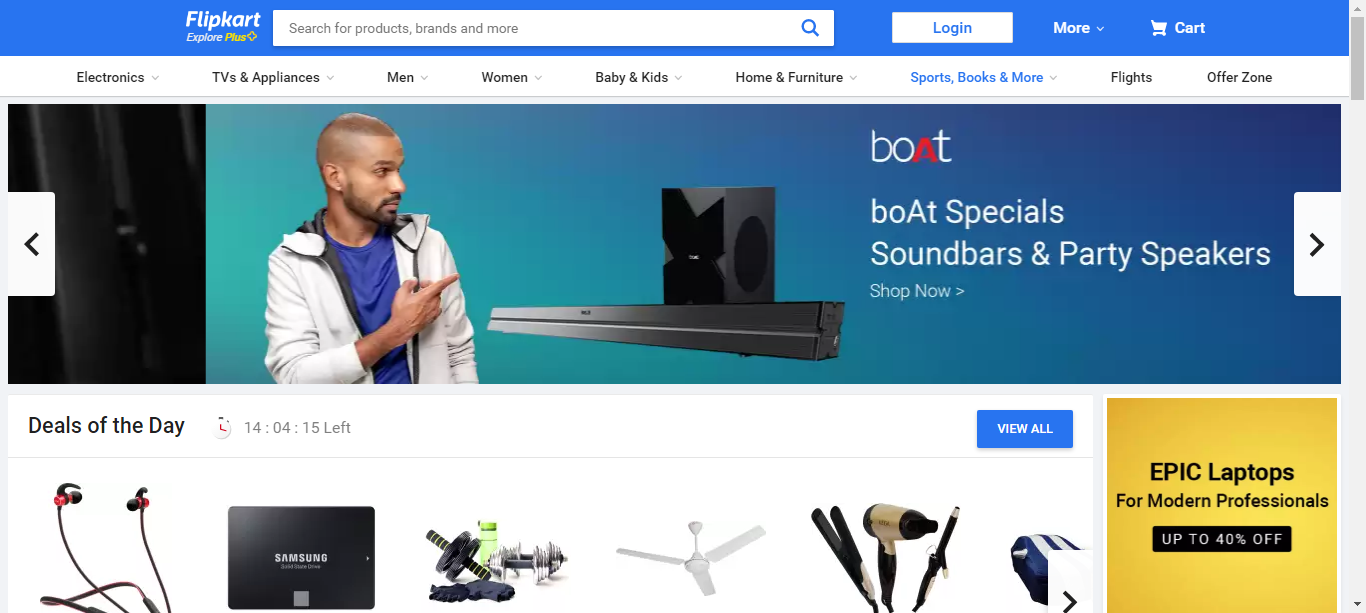 Flipkart
Explore Plus
Search for products, brands and more
Login
More
Cart
Electronics
TVs & Appliances
Men
Women
Baby & Kids
Home & Furniture
Sports, Books & More
Flights
Offer Zone
boAt
boAt Specials
Soundbars & Party Speakers
Shop Now >
Deals of the Day
14 : 04 : 15 Left
VIEW ALL
SAMSUNG
Solid State Drive
EPIC Laptops
For Modern Professionals
UP TO 40% OFF